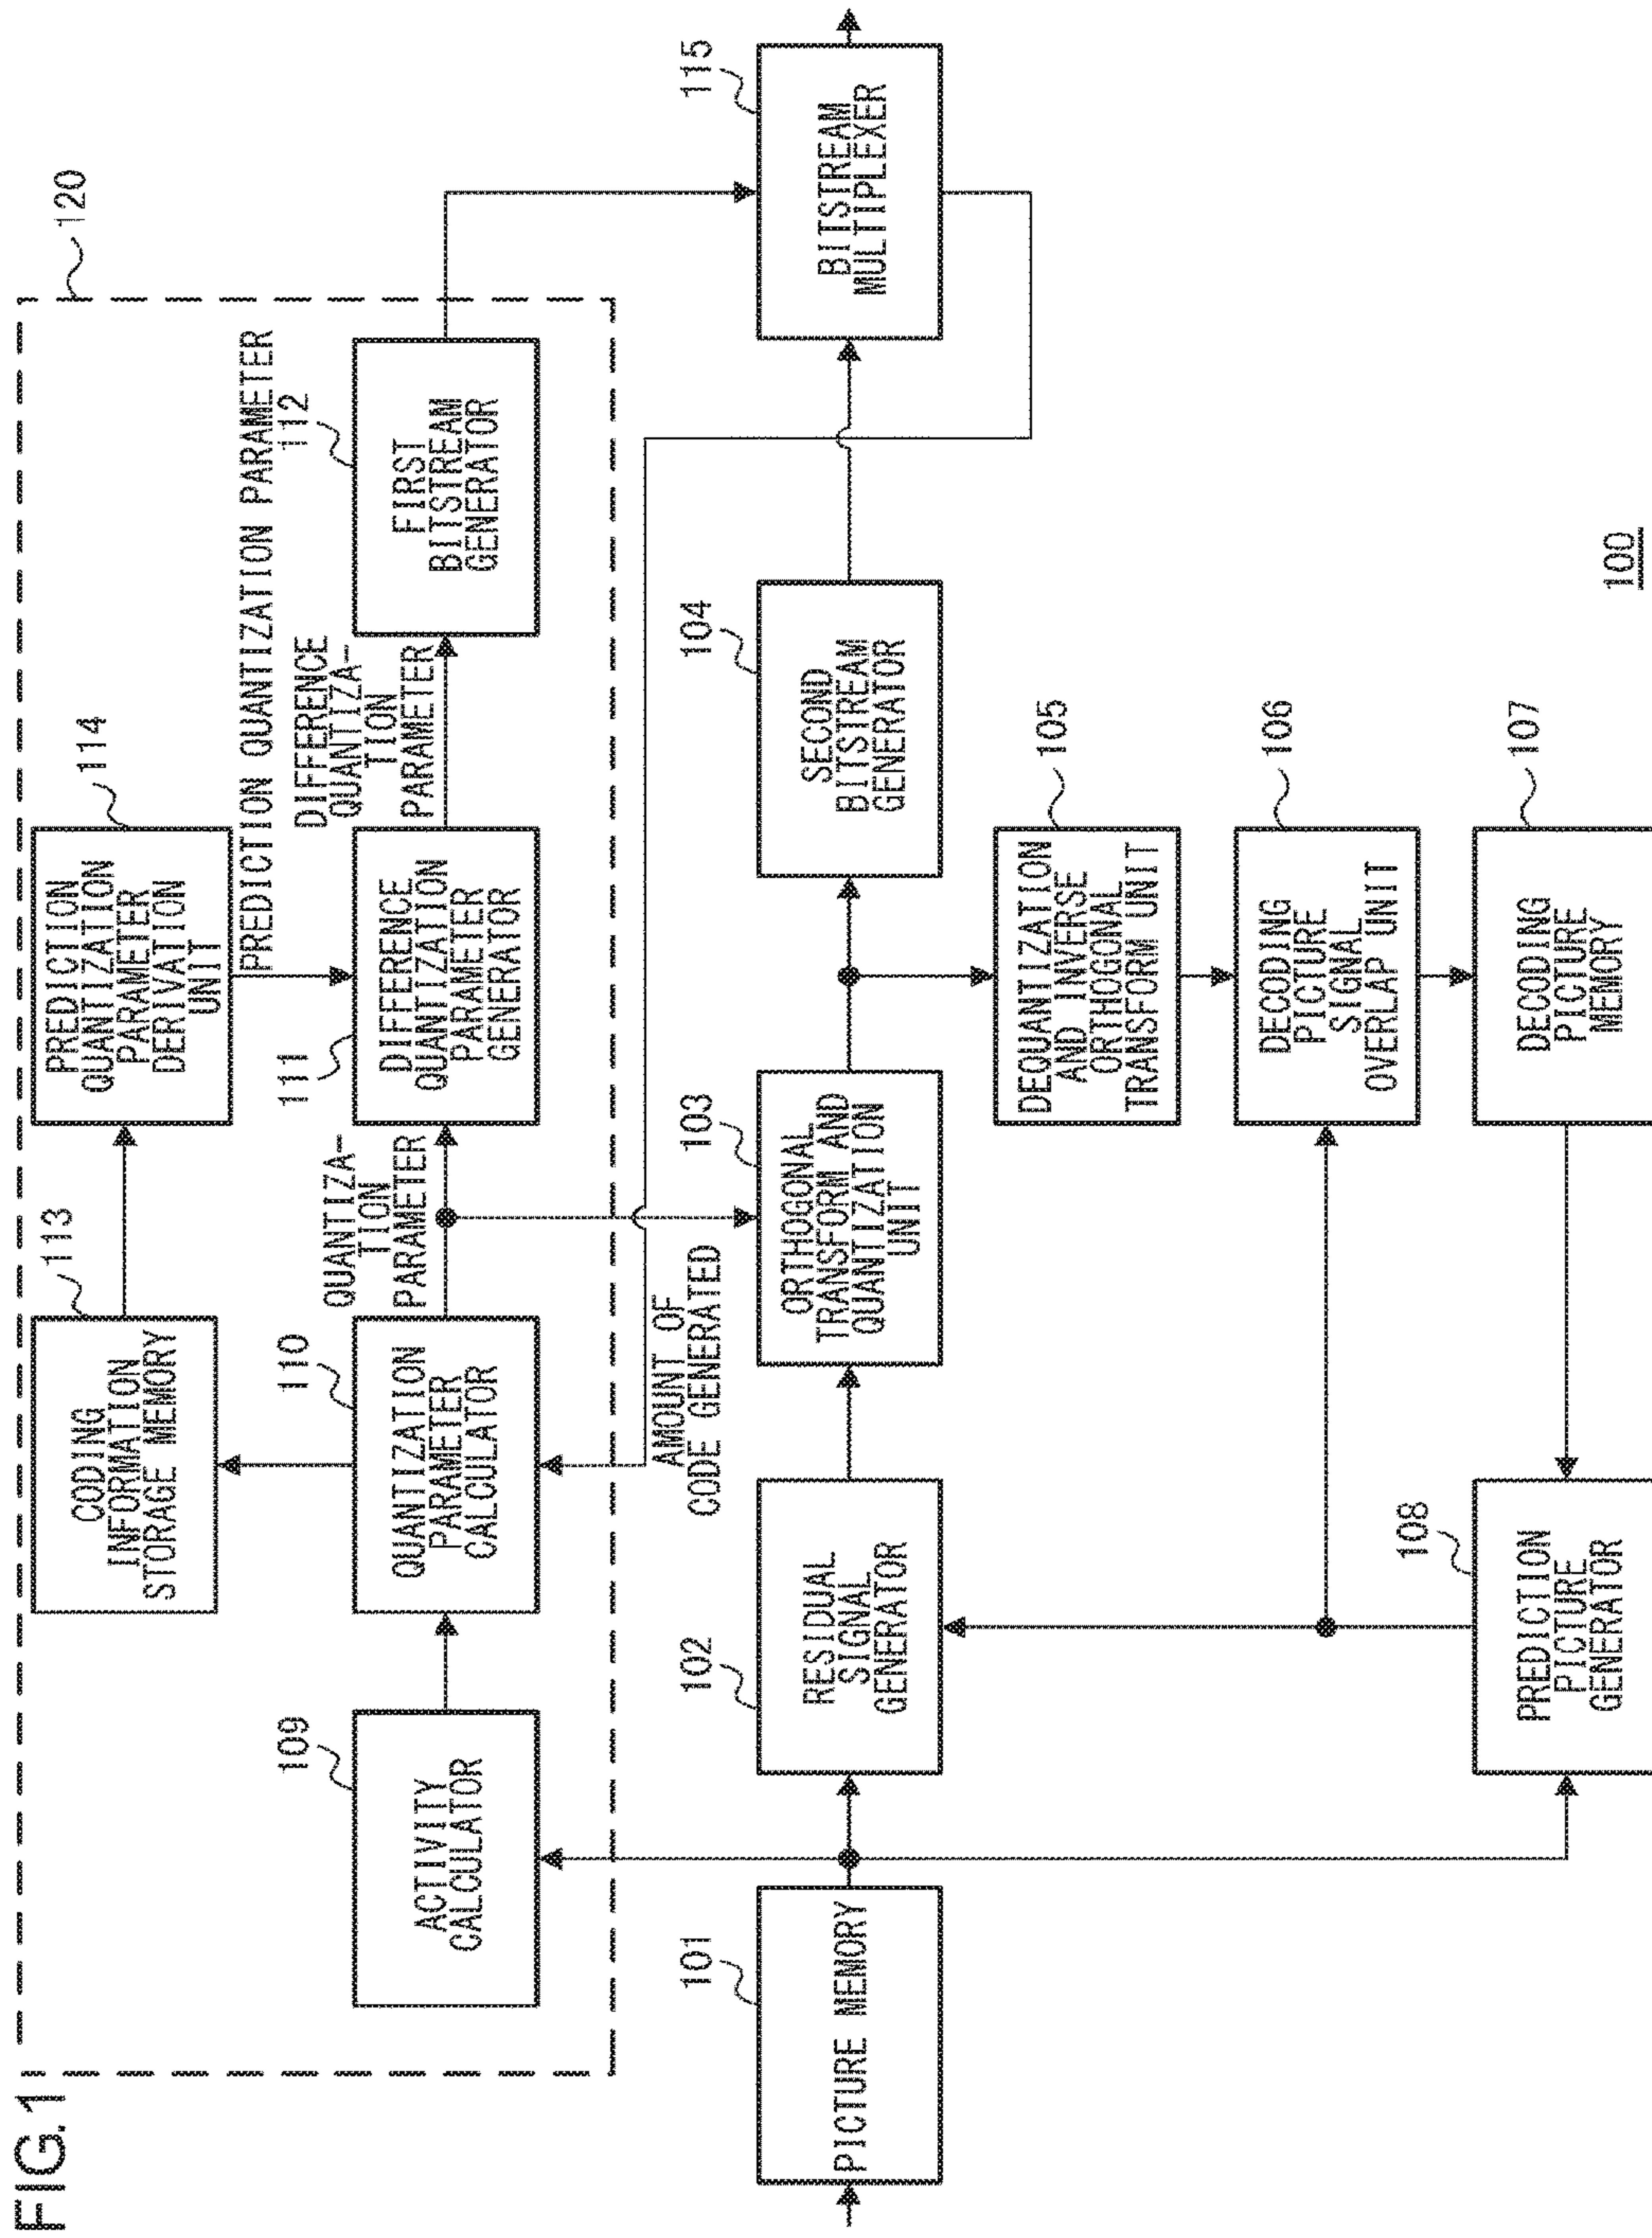 FIG.1
120
CODING
INFORMATION
STORAGE MEMORY
113
PREDICTION
QUANTIZATION
PARAMETER
DERIVATION
UNIT
114
PREDICTION QUANTIZATION PARAMETER
ACTIVITY
CALCULATOR
109
QUANTIZATION
PARAMETER
CALCULATOR
110
QUANTIZA-
TION
PARAMETER
DIFFERENCE
QUANTIZATION
PARAMETER
GENERATOR
111
DIFFERENCE
QUANTIZA-
TION
PARAMETER
FIRST
BITSTREAM
GENERATOR
112
AMOUNT OF
CODE GENERATED
PICTURE MEMORY
101
RESIDUAL
SIGNAL
GENERATOR
102
ORTHOGONAL
TRANSFORM AND
QUANTIZATION
UNIT
103
SECOND
BITSTREAM
GENERATOR
104
BITSTREAM
MULTIPLEXER
115
DEQUANTIZATION
AND INVERSE
ORTHOGONAL
TRANSFORM UNIT
105
DECODING
PICTURE
SIGNAL
OVERLAP UNIT
106
PREDICTION
PICTURE
GENERATOR
108
DECODING
PICTURE
MEMORY
107
100